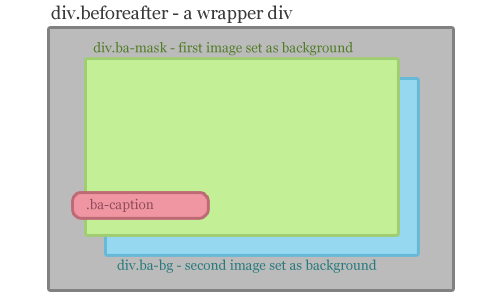 div.beforeafter - a wrapper div
div.ba-mask - first image set as background
.ba-caption
div.ba-bg - second image set as background